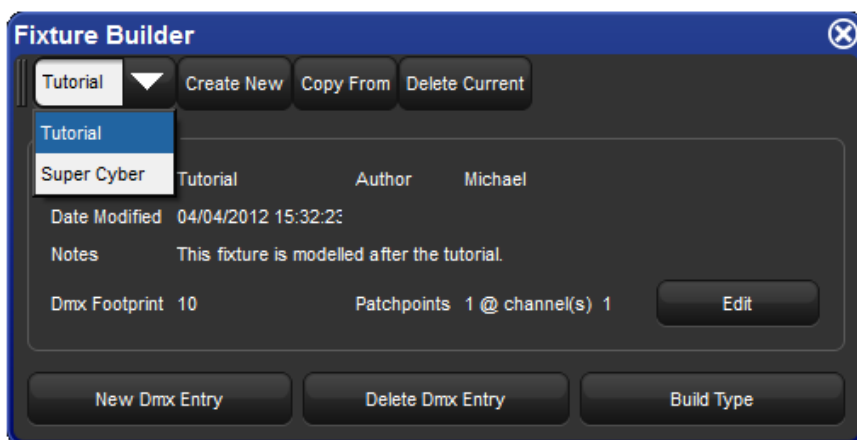 Fixture Builder
Tutorial Create New Copy From Delete Current
Tutorial
Super Cyber
Tutorial Author Michael
Date Modified 04/04/2012 15:32:23
Notes This fixture is modelled after the tutorial.
Dmx Footprint 10 Patchpoints 1 @ channel(s) 1 Edit
New Dmx Entry Delete Dmx Entry Build Type